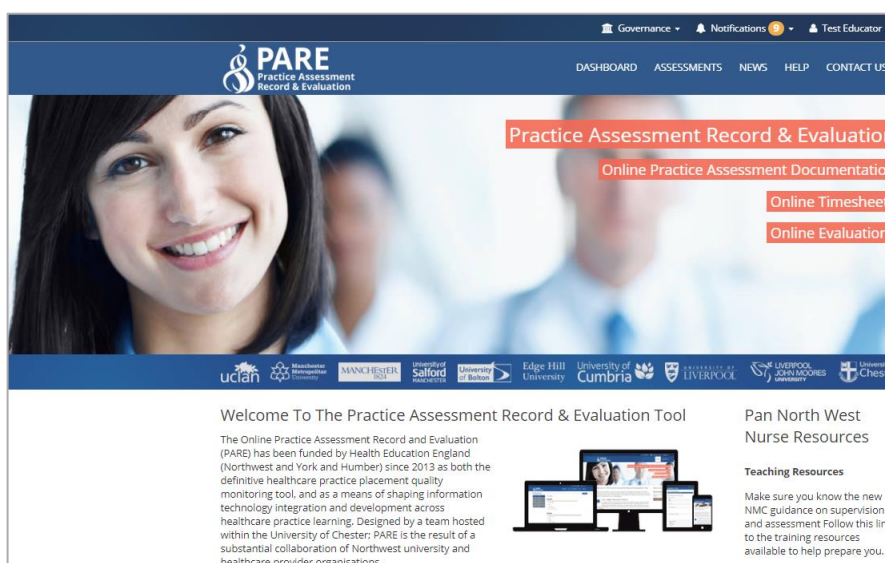 Governance
Notifications 9
Test Educator
PARE
Practice Assessment
Record & Evaluation
DASHBOARD ASSESSMENTS NEWS HELP CONTACT US
Practice Assessment Record & Evaluation
Online Practice Assessment Documentatio
Online Timesheet
Online Evaluation
uclan
Manchester
Metropolitan
University
MANCHEstER
1824
University of
Salford
MANCHESTER
University
of Bolton
Edge Hill
University
University of
Cumbria
UNIVERSITY OF
LIVERPOOL
LIVERPOOL
JOHN MOORES
UNIVERSITY
Universi
Ches
Welcome To The Practice Assessment Record & Evaluation Tool
The Online Practice Assessment Record and Evaluation
(PARE) has been funded by Health Education England
(Northwest and York and Humber) since 2013 as both the
definitive healthcare practice placement quality
monitoring tool, and as a means of shaping information
technology integration and development across
healthcare practice learning. Designed by a team hosted
within the University of Chester; PARE is the result of a
substantial collaboration of Northwest university and
healthcare provider organisations
Pan North West
Nurse Resources
Teaching Resources
Make sure you know the new
NMC guidance on supervision
and assessment Follow this lin
to the training resources
available to help prepare you.